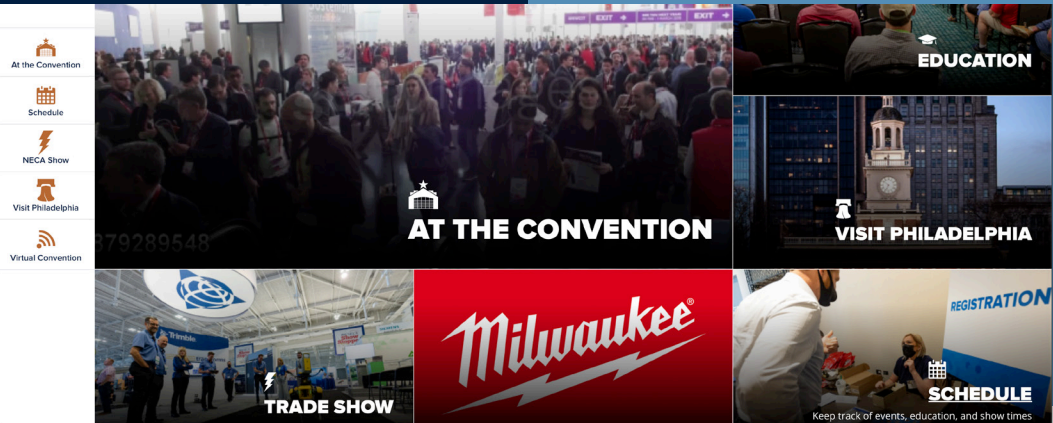 At the Convention
Schedule
NECA Show
Visit Philadelphia
Virtual Convention
EXIT
EXIT
379289548
AT THE CONVENTION
EDUCATION
VISIT PHILADELPHIA
Trimble
TRADE SHOW
Milwaukee®
REGISTRATION
SCHEDULE
Keep track of events, education, and show times